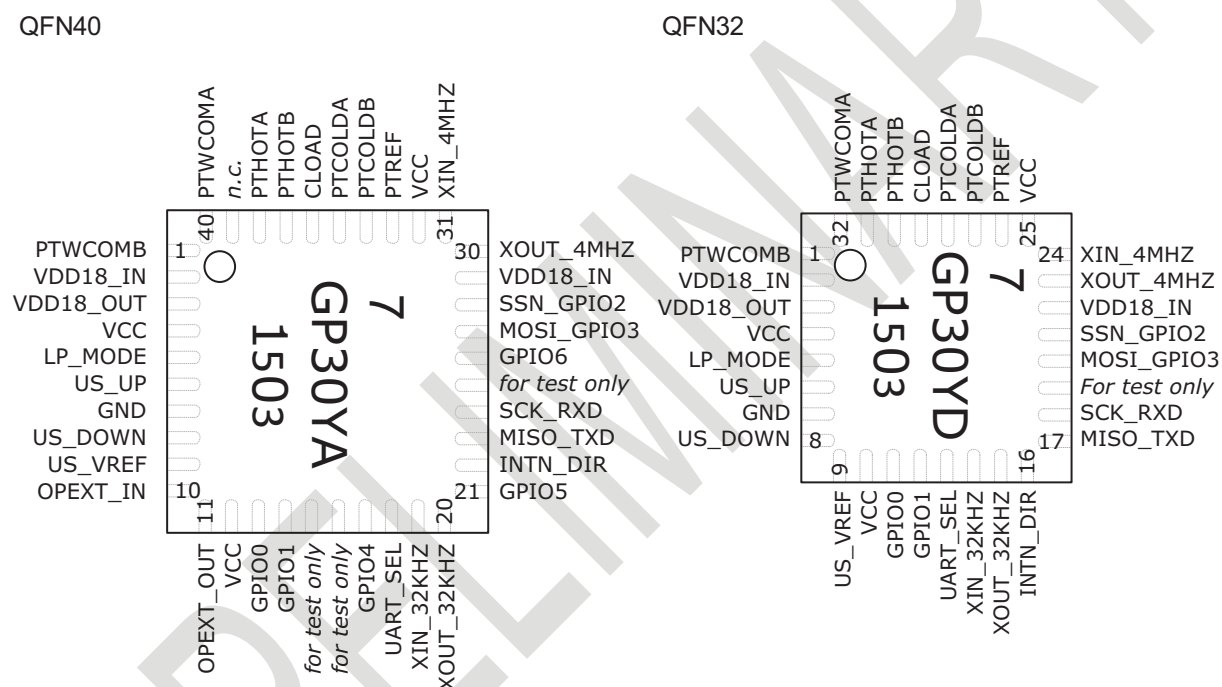 QFN40
PTWCOMA
n.c.
PTHOTA
PTHOTB
CLOAD
PTCOLDA
PTCOLDB
PTREF
VCC
XIN_4MHZ
40
31
1
30
10
21
11
20
PTWCOMB
VDD18_IN
VDD18_OUT
VCC
LP_MODE
US_UP
GND
US_DOWN
US_VREF
OPEXT_IN
7
GP30YA
1503
XOUT_4MHZ
VDD18_IN
SSN_GPIO2
MOSI_GPIO3
GPIO6
for test only
SCK_RXD
MISO_TXD
INTN_DIR
GPIO5
OPEXT_OUT
VCC
GPIO0
GPIO1
for test only
for test only
GPIO4
UART_SEL
XIN_32KHZ
XOUT_32KHZ
QFN32
PTWCOMA
PTHOTA
PTHOTB
CLOAD
PTCOLDA
PTCOLDB
PTREF
VCC
32
25
1
24
8
17
9
16
PTWCOMB
VDD18_IN
VDD18_OUT
VCC
LP_MODE
US_UP
GND
US_DOWN
7
GP30YD
1503
XIN_4MHZ
XOUT_4MHZ
VDD18_IN
SSN_GPIO2
MOSI_GPIO3
For test only
SCK_RXD
MISO_TXD
US_VREF
VCC
GPIO0
GPIO1
UART_SEL
XIN_32KHZ
XOUT_32KHZ
INTN_DIR